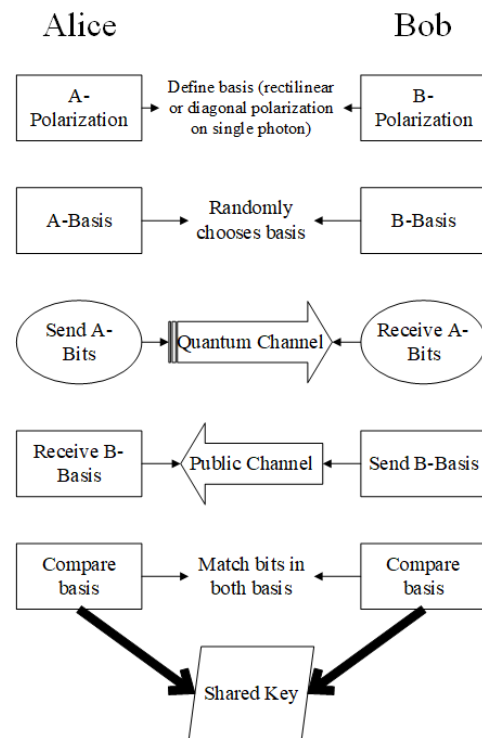 Alice
Bob
A-
Polarization
Define basis (rectilinear
or diagonal polarization
on single photon)
B-
Polarization
A-Basis
Randomly
chooses basis
B-Basis
Send A-
Bits
Quantum Channel
Receive A-
Bits
Receive B-
Basis
Public Channel
Send B-Basis
Compare
basis
Match bits in
both basis
Compare
basis
Shared Key